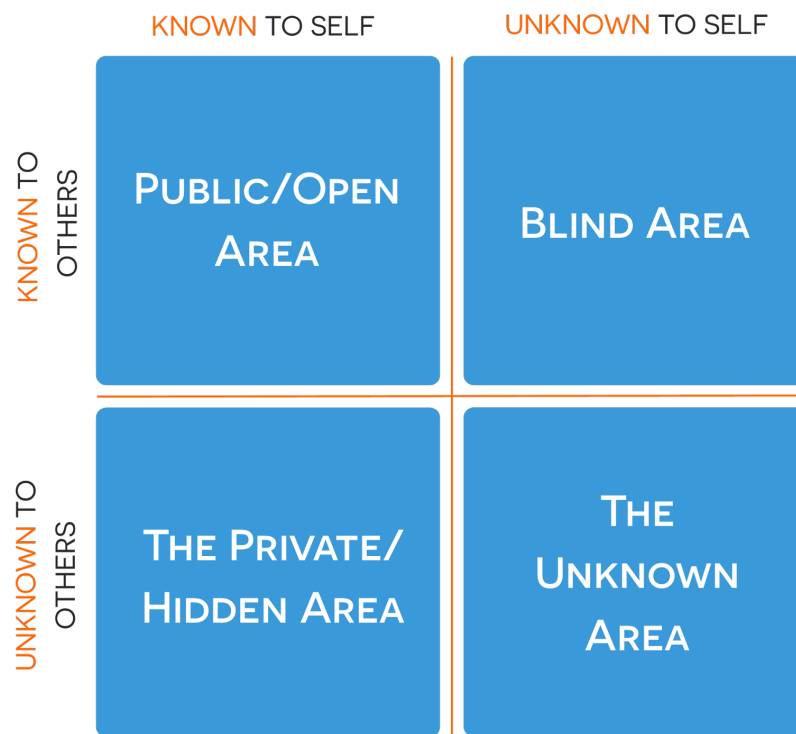 KNOWN TO SELF
UNKNOWN TO SELF
KNOWN TO
OTHERS
PUBLIC/OPEN
AREA
BLIND AREA
UNKNOWN TO
OTHERS
THE PRIVATE/
HIDDEN AREA
THE
UNKNOWN
AREA